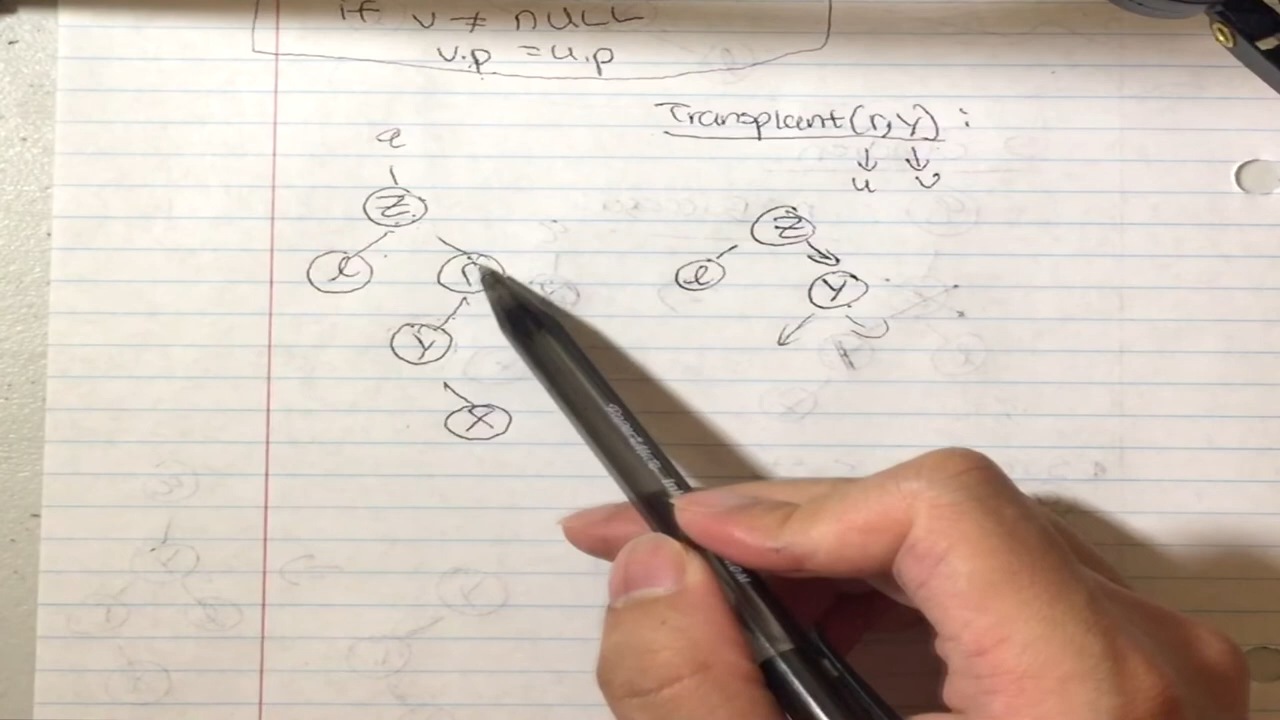 if v ≠ NULL
v.p = u.p
Transplant(r, y) :
↓ ↓
u v
a
z
l r
y
x
z
l
y